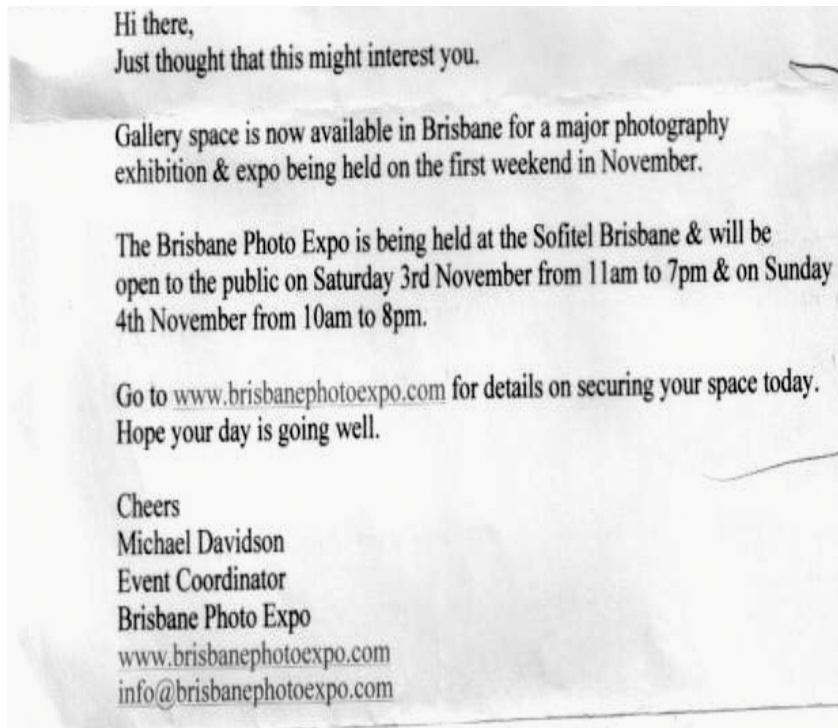 Hi there,
Just thought that this might interest you.
Gallery space is now available in Brisbane for a major photography
exhibition & expo being held on the first weekend in November.
The Brisbane Photo Expo is being held at the Sofitel Brisbane & will be
open to the public on Saturday 3rd November from 11am to 7pm & on Sunday
4th November from 10am to 8pm.
Go to www.brisbanephotoexpo.com for details on securing your space today.
Hope your day is going well.
Cheers
Michael Davidson
Event Coordinator
Brisbane Photo Expo
www.brisbanephotoexpo.com
info@brisbanephotoexpo.com